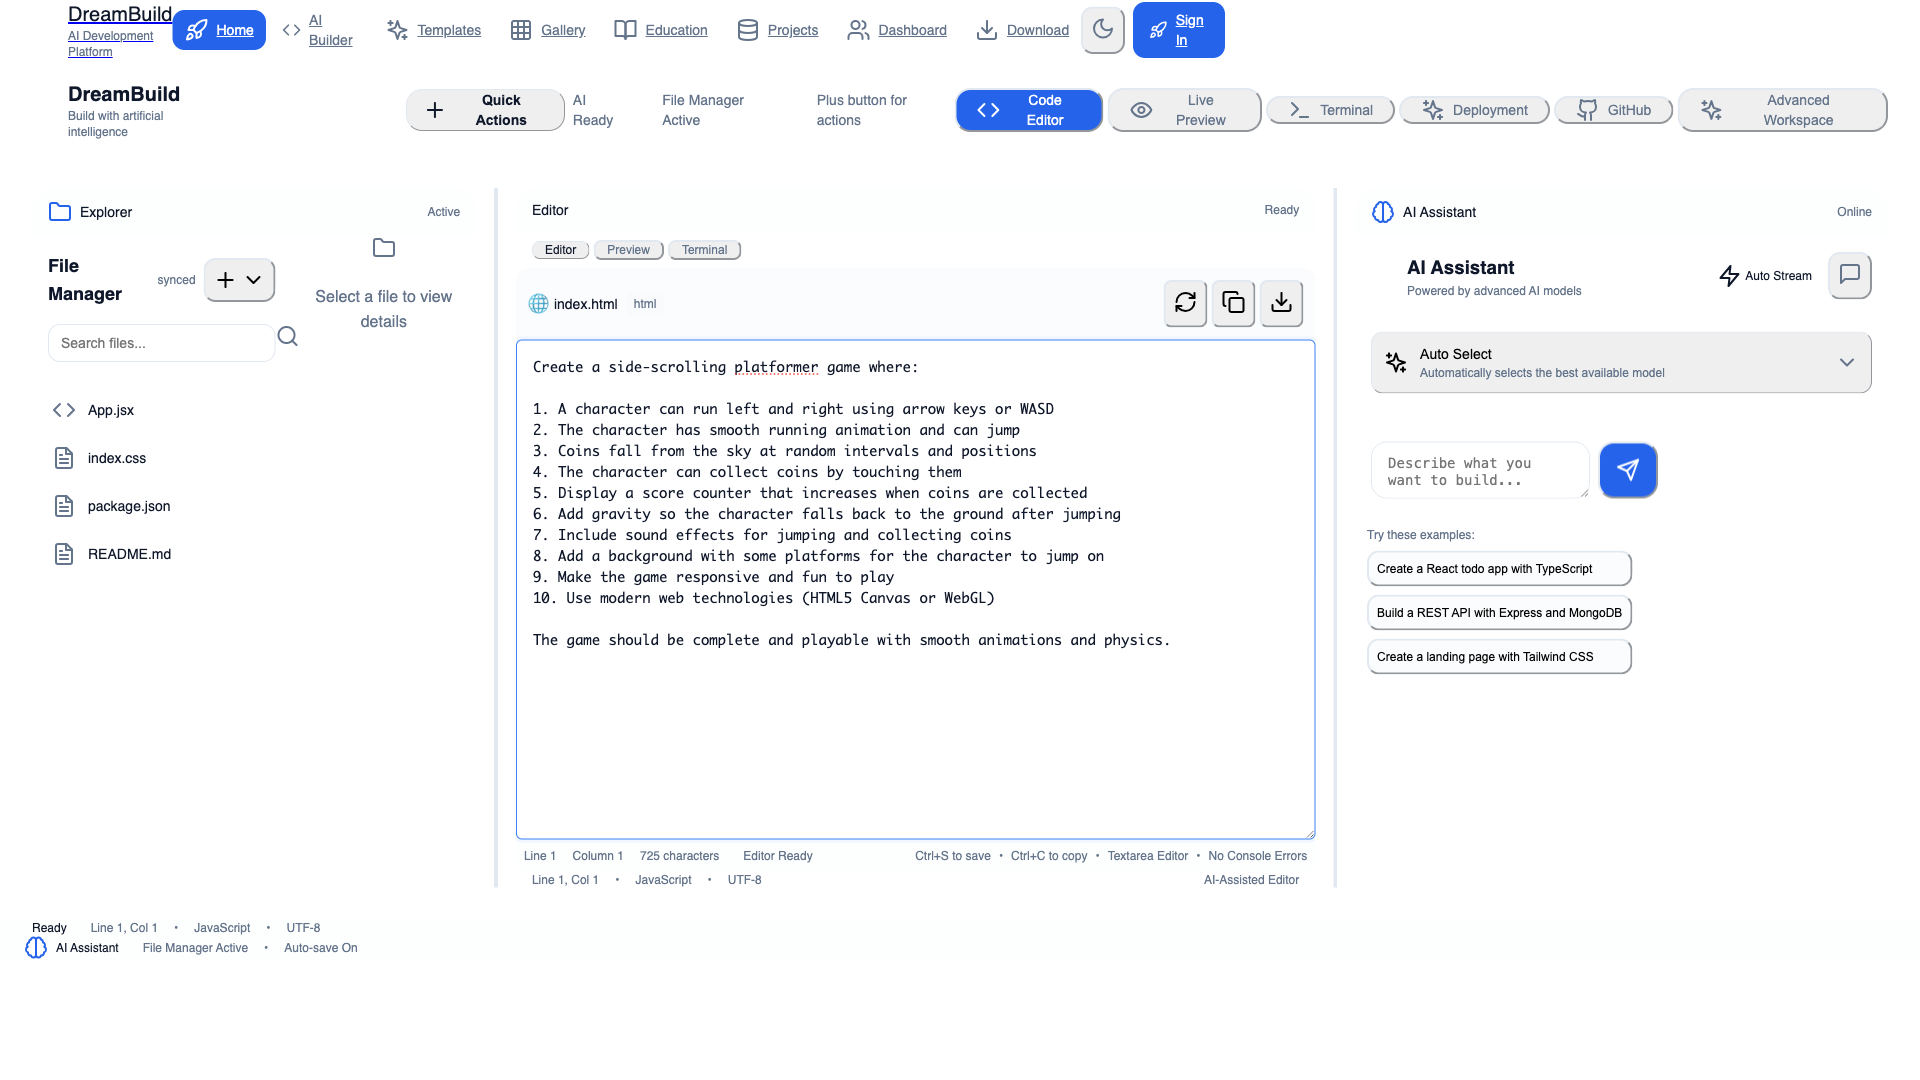 DreamBuild
AI Development
Platform
Home
AI
Builder
Templates
Gallery
Education
Projects
Dashboard
Download
Sign
In
DreamBuild
Build with artificial
intelligence
Quick
Actions
AI
Ready
File Manager
Active
Plus button for
actions
Code
Editor
Live
Preview
Terminal
Deployment
GitHub
Advanced
Workspace
Explorer
Active
File
Manager
synced
Search files...
Select a file to view
details
App.jsx
index.css
package.json
README.md
Editor
Ready
Editor
Preview
Terminal
index.html
html
Create a side-scrolling platformer game where:
1. A character can run left and right using arrow keys or WASD
2. The character has smooth running animation and can jump
3. Coins fall from the sky at random intervals and positions
4. The character can collect coins by touching them
5. Display a score counter that increases when coins are collected
6. Add gravity so the character falls back to the ground after jumping
7. Include sound effects for jumping and collecting coins
8. Add a background with some platforms for the character to jump on
9. Make the game responsive and fun to play
10. Use modern web technologies (HTML5 Canvas or WebGL)
The game should be complete and playable with smooth animations and physics.
Line 1 Column 1 725 characters Editor Ready
Ctrl+S to save • Ctrl+C to copy • Textarea Editor • No Console Errors
Line 1, Col 1 • JavaScript • UTF-8
AI-Assisted Editor
AI Assistant
Online
AI Assistant
Powered by advanced AI models
Auto Stream
Auto Select
Automatically selects the best available model
Describe what you
want to build...
Try these examples:
Create a React todo app with TypeScript
Build a REST API with Express and MongoDB
Create a landing page with Tailwind CSS
Ready Line 1, Col 1 • JavaScript • UTF-8
AI Assistant File Manager Active • Auto-save On